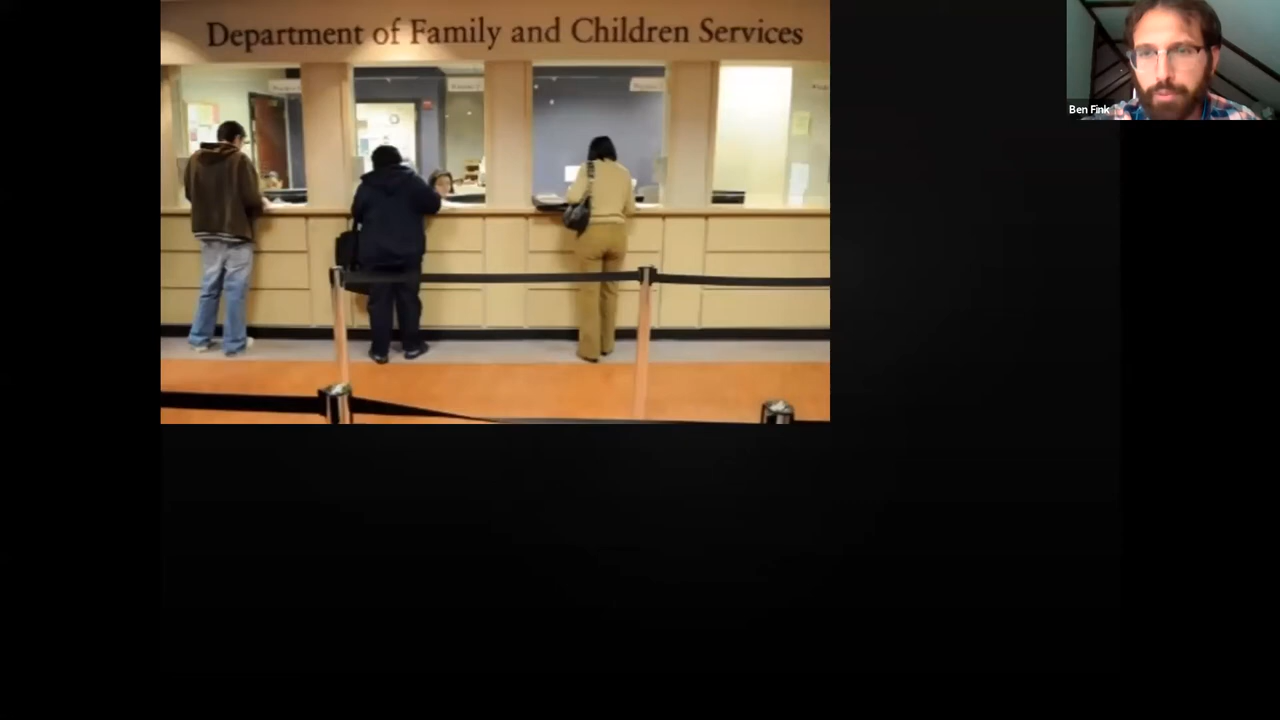 Department of Family and Children Services
Ben Fink